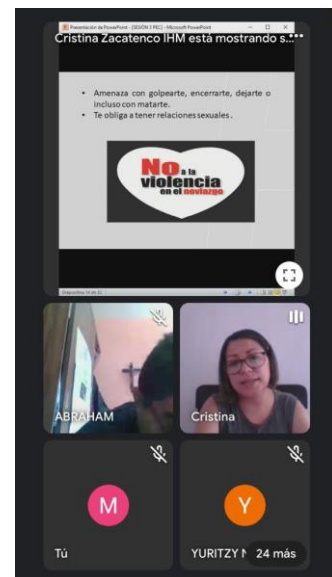 Presentación de PowerPoint - (SESIÓN 3 PEC) - Microsoft PowerPoint
Cristina Zacatenco IHM está mostrando s...
• Amenaza con golpearte, encerrarte, dejarte o
incluso con matarte.
• Te obliga a tener relaciones sexuales.
No a la
violencia
en el noviazgo
ABRAHAM
Cristina
M
Y
Tú
YURITZY
24 más